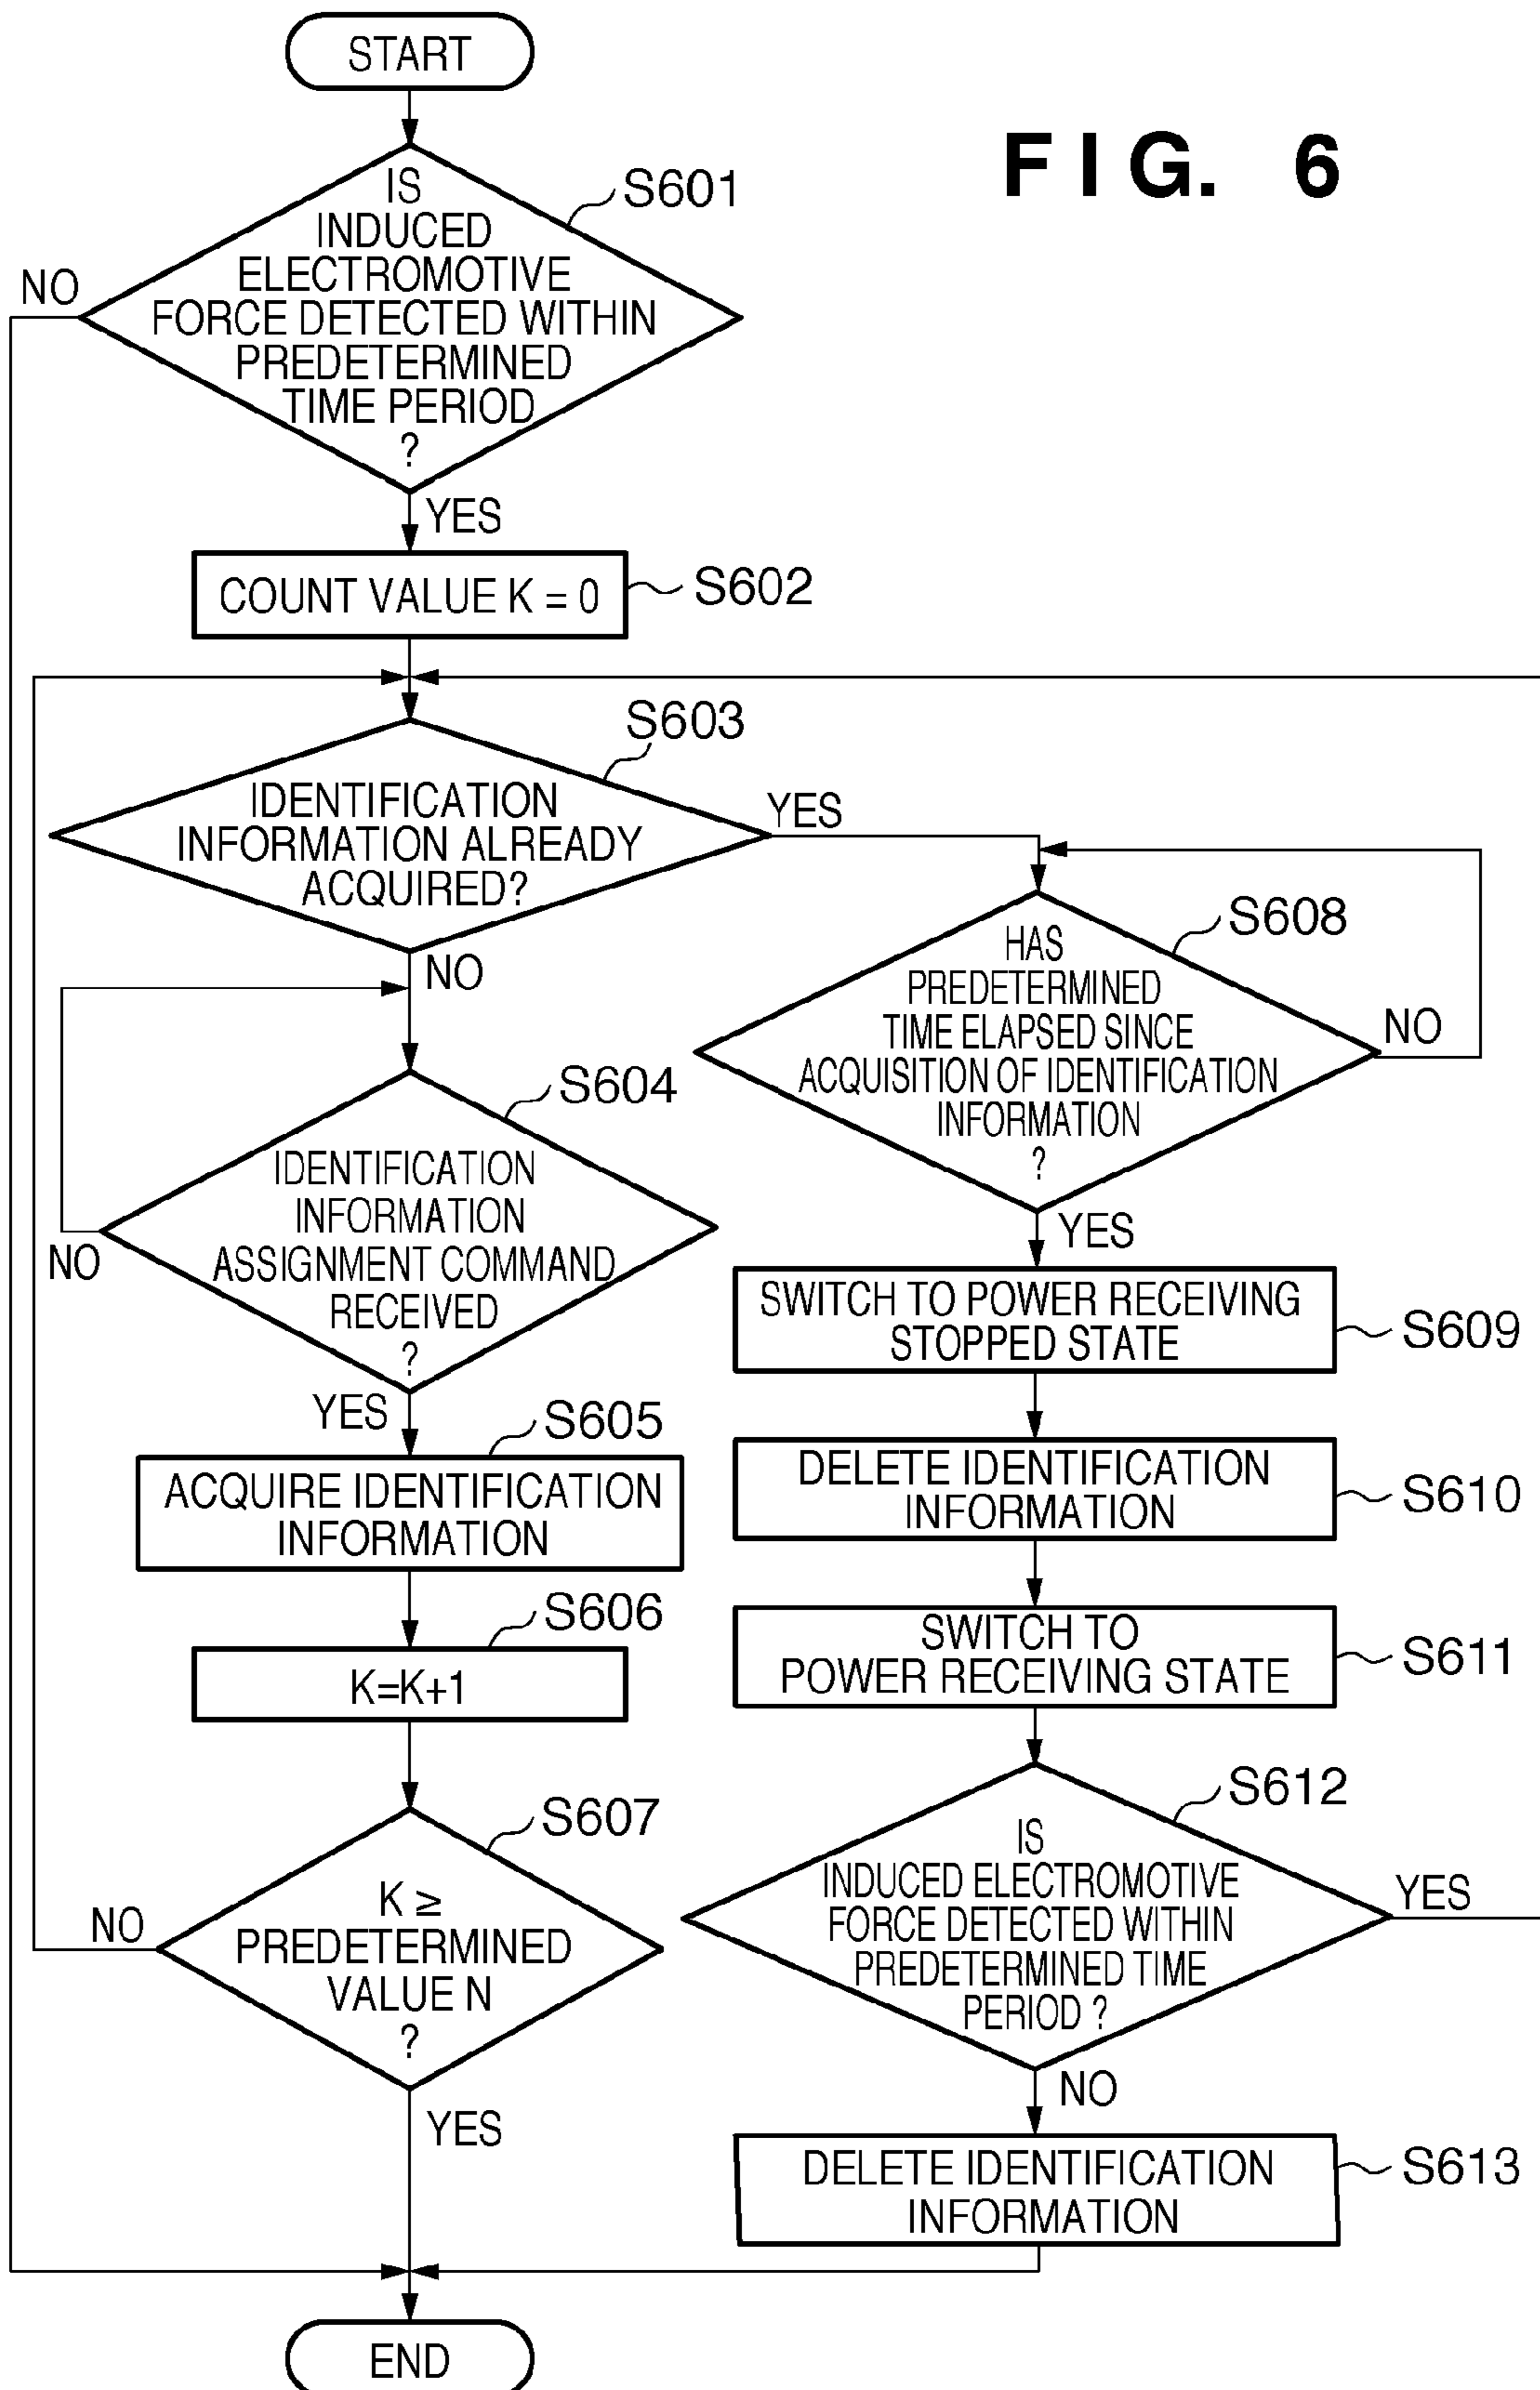 START
FIG. 6
IS
INDUCED
ELECTROMOTIVE
FORCE DETECTED WITHIN
PREDETERMINED
TIME PERIOD
?
S601
NO
YES
COUNT VALUE K = 0
S602
S603
IDENTIFICATION
INFORMATION ALREADY
ACQUIRED?
YES
NO
S604
IDENTIFICATION
INFORMATION
ASSIGNMENT COMMAND
RECEIVED
?
NO
YES
S605
ACQUIRE IDENTIFICATION
INFORMATION
S606
K=K+1
S607
K ≥
PREDETERMINED
VALUE N
?
NO
YES
S608
HAS
PREDETERMINED
TIME ELAPSED SINCE
ACQUISITION OF IDENTIFICATION
INFORMATION
?
NO
YES
SWITCH TO POWER RECEIVING
STOPPED STATE
S609
DELETE IDENTIFICATION
INFORMATION
S610
SWITCH TO
POWER RECEIVING STATE
S611
S612
IS
INDUCED ELECTROMOTIVE
FORCE DETECTED WITHIN
PREDETERMINED TIME
PERIOD ?
YES
NO
DELETE IDENTIFICATION
INFORMATION
S613
END